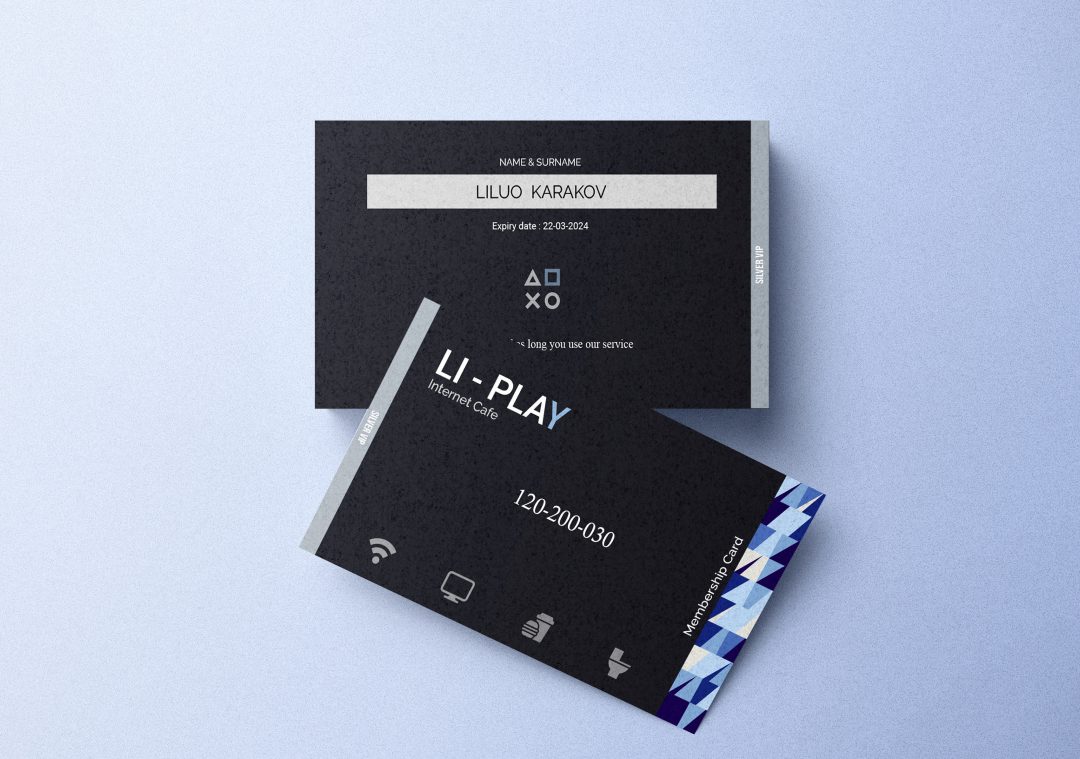 NAME & SURNAME
LILUO KARAKOV
Expiry date : 22-03-2024
SILVER VIP
as long you use our service
LI - PLAY
Internet Cafe
SILVER VIP
120-200-030
Membership Card